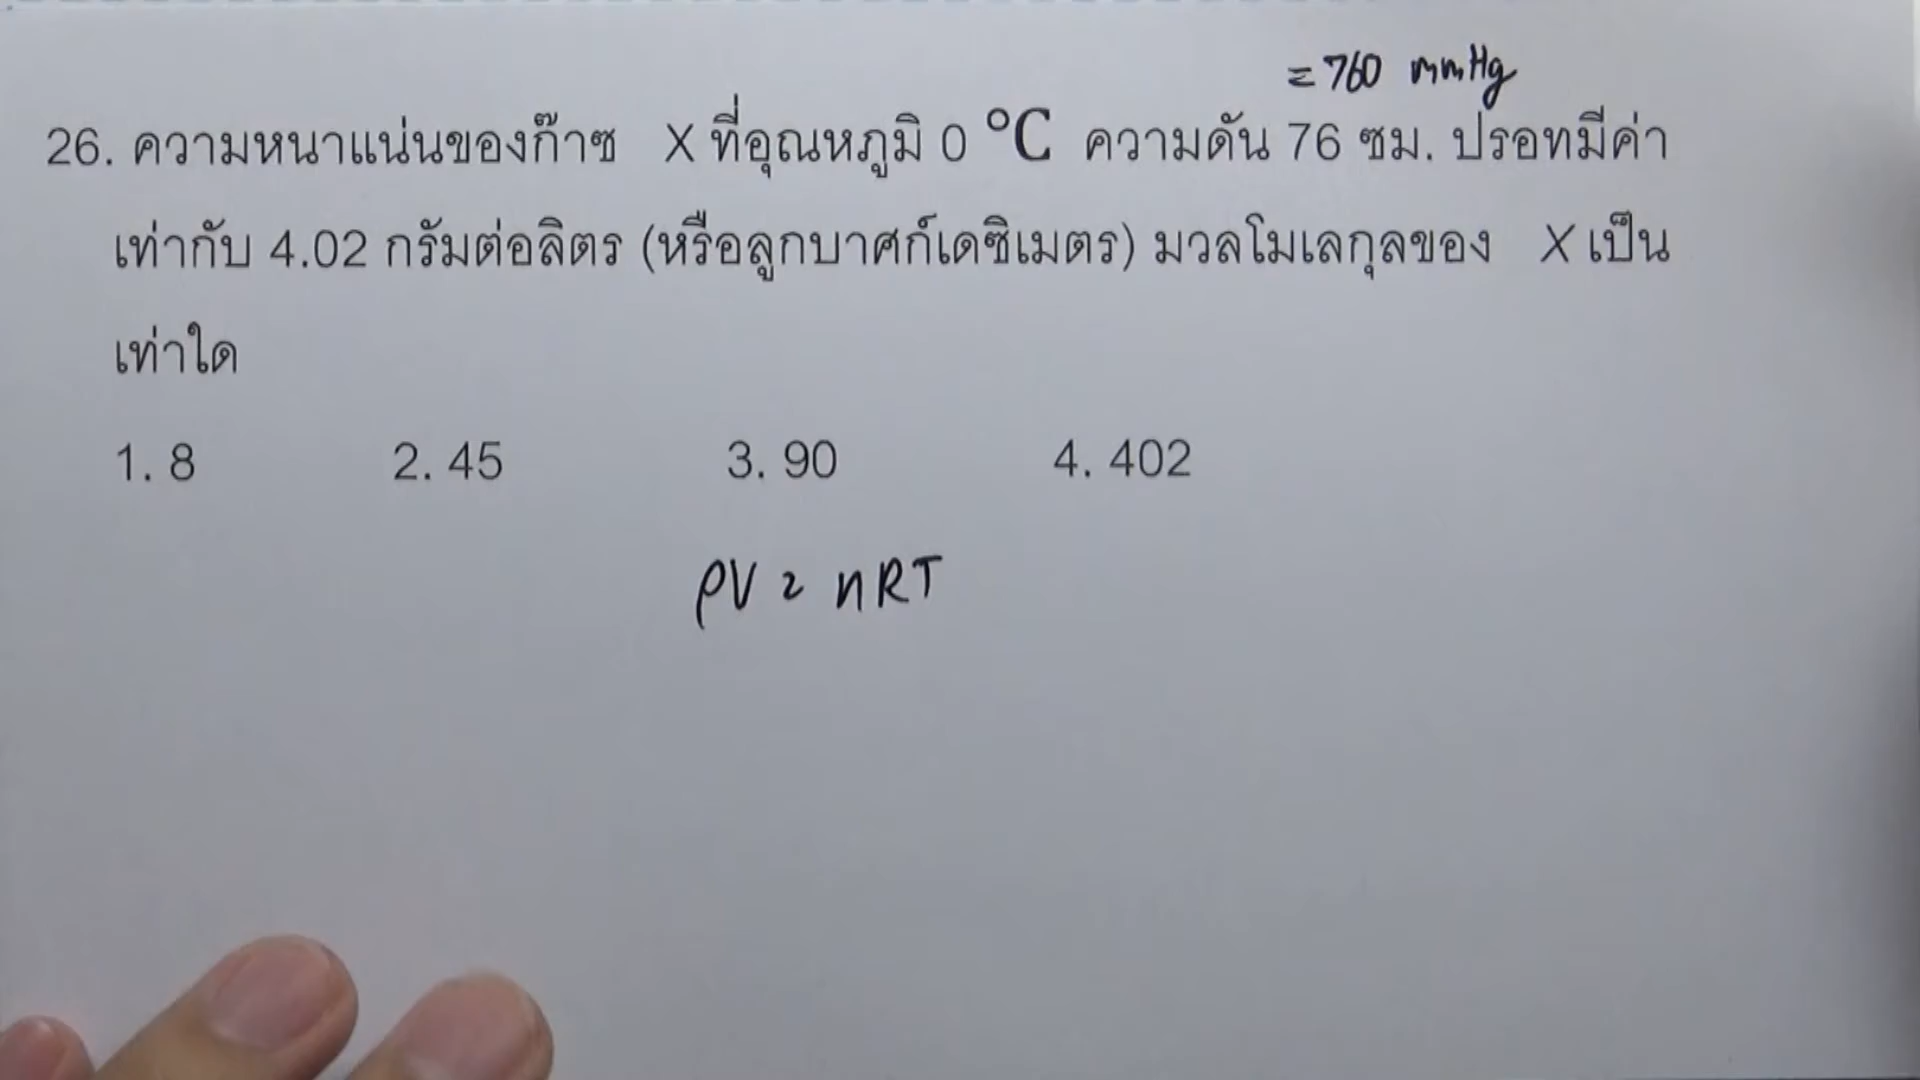 = 760 mmHg
26. ความหนาแน่นของก๊าซ X ที่อุณหภูมิ 0 °C ความดัน 76 ซม. ปรอทมีค่า
เท่ากับ 4.02 กรัมต่อลิตร (หรือลูกบาศก์เดซิเมตร) มวลโมเลกุลของ X เป็น
เท่าใด
1. 8 2. 45 3. 90 4. 402
PV = nRT